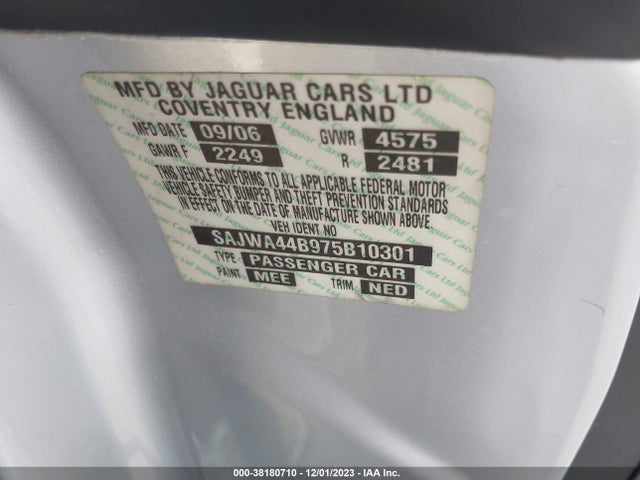 MFD BY JAGUAR CARS LTD
COVENTRY ENGLAND
MFD DATE 09/06 GVWR 4575
GAWR F 2249 R 2481
THIS VEHICLE CONFORMS TO ALL APPLICABLE FEDERAL MOTOR
VEHICLE SAFETY BUMPER, AND THEFT PREVENTION STANDARDS
IN EFFECT ON THE DATE OF MANUFACTURE SHOWN ABOVE
VEH IDENT NO
SAJWA44B975B10301
TYPE PASSENGER CAR
PAINT MEE TRIM NED
000-38180710 - 12/01/2023 - IAA Inc.